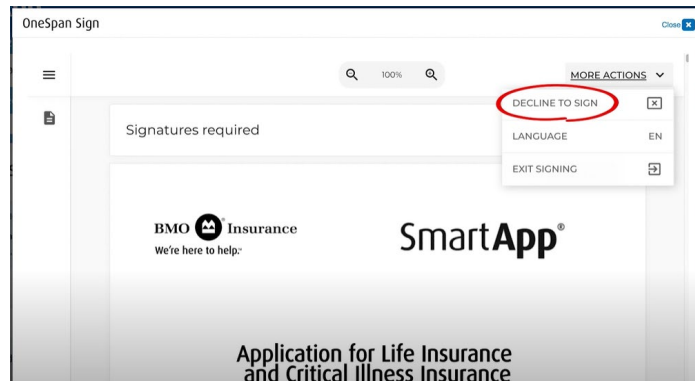 OneSpan Sign
Close
100%
MORE ACTIONS
DECLINE TO SIGN
LANGUAGE EN
EXIT SIGNING
Signatures required
BMO Insurance
We're here to help.™
SmartApp®
Application for Life Insurance
and Critical Illness Insurance